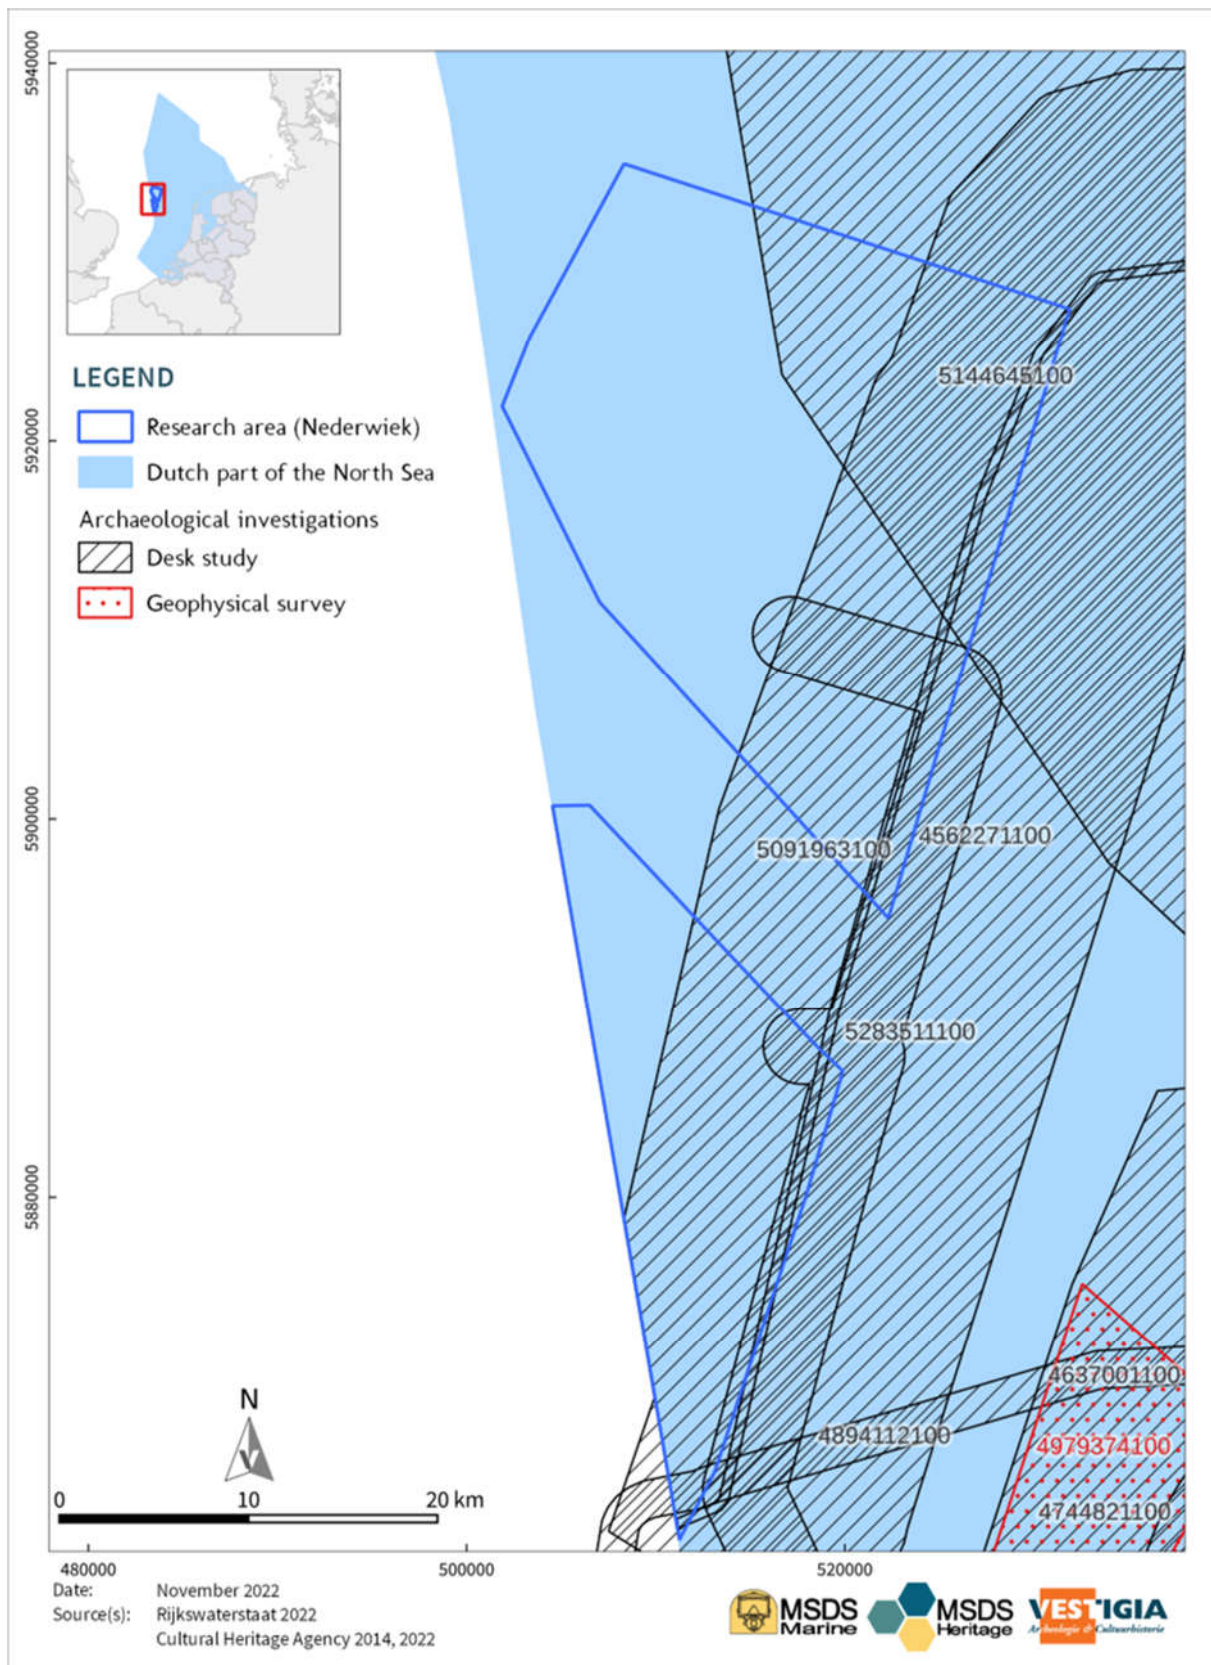 5940000
5920000
5900000
5880000
LEGEND
Research area (Nederwiek)
Dutch part of the North Sea
Archaeological investigations
Desk study
Geophysical survey
5144645100
5091963100
4562271100
5283511100
4637001100
4894112100
4979374100
4744821100
N
0 10 20 km
480000 500000 520000
Date: November 2022
Source(s): Rijkswaterstaat 2022
Cultural Heritage Agency 2014, 2022
MSDS
Marine
MSDS
Heritage
VESTIGIA
Archeologie & Cultuurhistorie